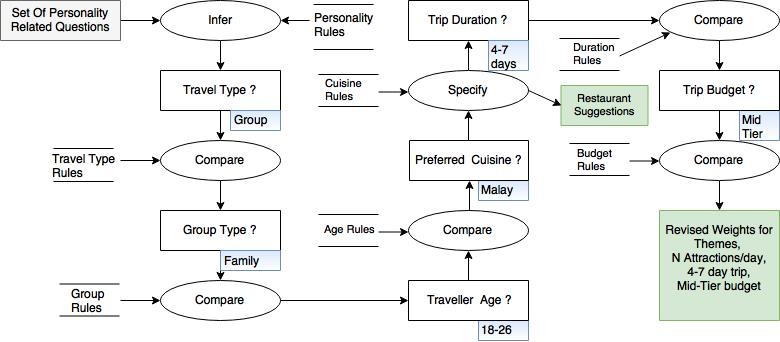 Set Of Personality
Related Questions
Infer
Personality
Rules
Travel Type ?
Group
Travel Type
Rules
Compare
Group Type ?
Family
Group
Rules
Compare
Traveller Age ?
18-26
Age Rules
Compare
Preferred Cuisine ?
Malay
Cuisine
Rules
Specify
Restaurant
Suggestions
Trip Duration ?
4-7
days
Duration
Rules
Compare
Trip Budget ?
Mid
Tier
Budget
Rules
Compare
Revised Weights for
Themes,
N Attractions/day,
4-7 day trip,
Mid-Tier budget